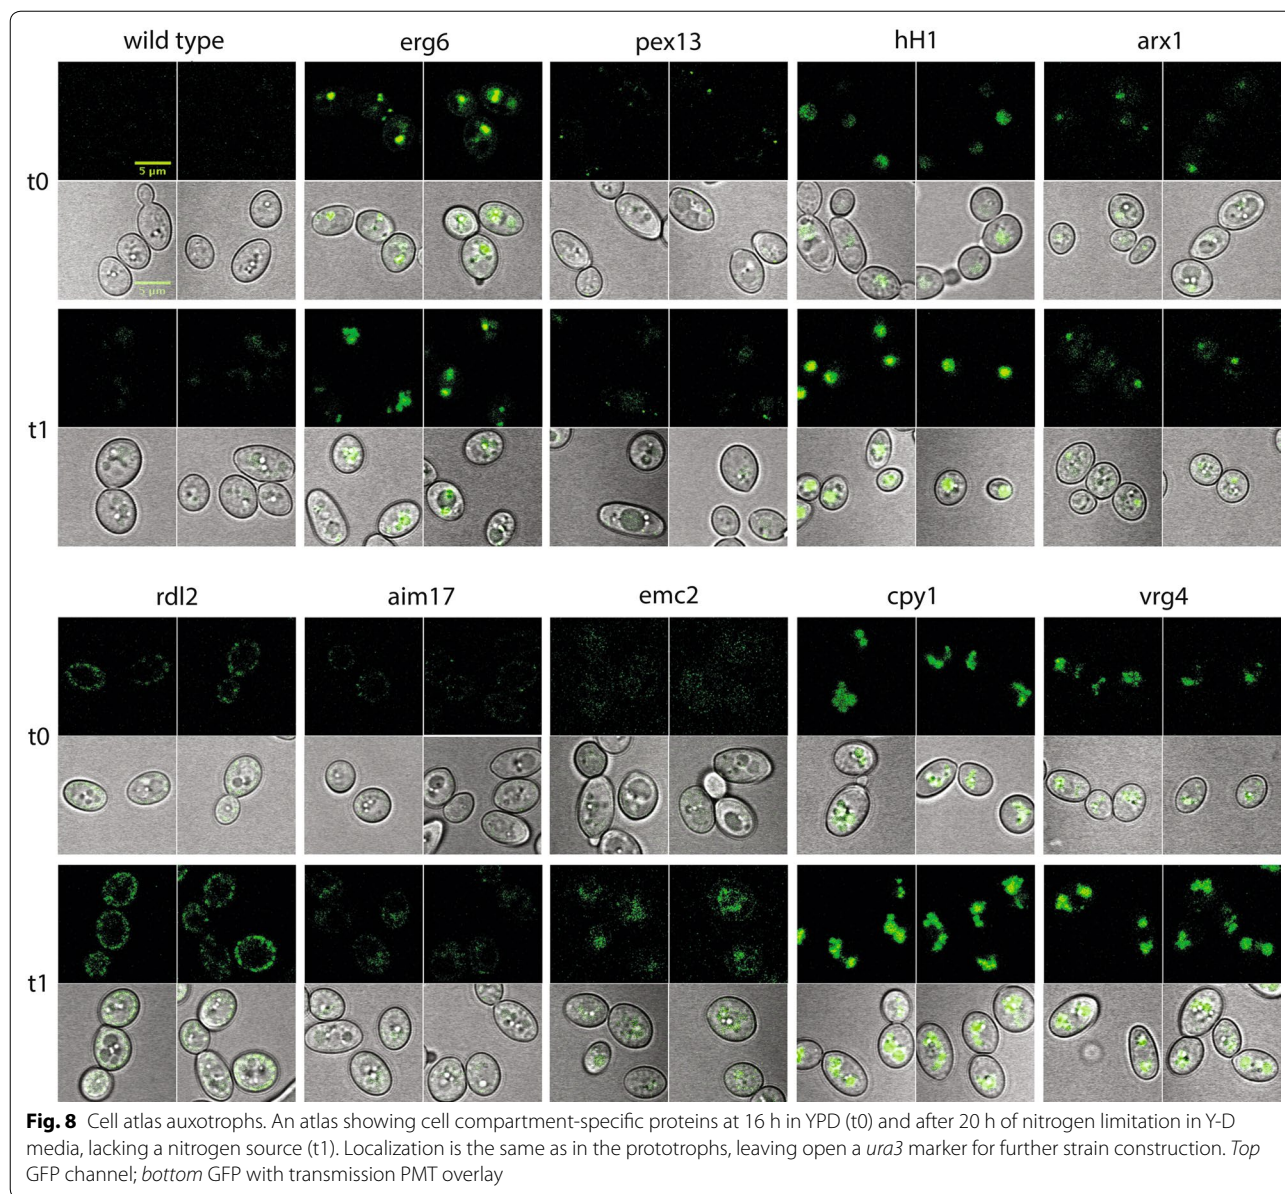 wild type erg6 pex13 hH1 arx1
t0
5 µm
5 µm
t1
rdl2 aim17 emc2 cpy1 vrg4
t0
t1
Fig. 8 Cell atlas auxotrophs. An atlas showing cell compartment-specific proteins at 16 h in YPD (t0) and after 20 h of nitrogen limitation in Y-D
media, lacking a nitrogen source (t1). Localization is the same as in the prototrophs, leaving open a ura3 marker for further strain construction. Top
GFP channel; bottom GFP with transmission PMT overlay